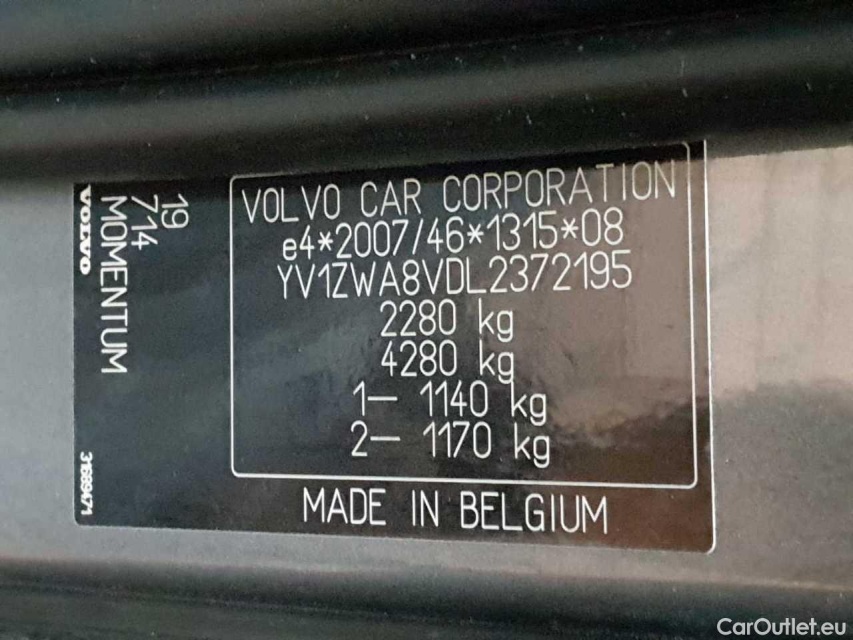 VOLVO CAR CORPORATION
e4*2007/46*1315*08
YV1ZWA8VDL2372195
2280 kg
4280 kg
1— 1140 kg
2— 1170 kg
MADE IN BELGIUM
19
714
MOMENTUM
VOLVO
31689471
CarOutlet.eu